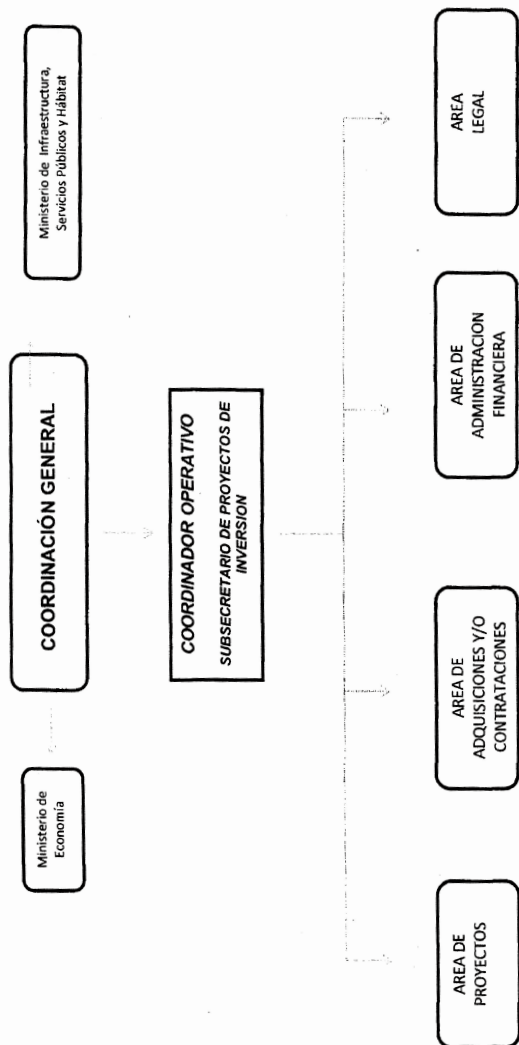 Ministerio de
Economía
COORDINACIÓN GENERAL
Ministerio de Infraestructura,
Servicios Públicos y Hábitat
COORDINADOR OPERATIVO
SUBSECRETARIO DE PROYECTOS DE
INVERSION
AREA DE
PROYECTOS
AREA DE
ADQUISICIONES Y/O
CONTRATACIONES
AREA DE
ADMINISTRACION
FINANCIERA
AREA
LEGAL